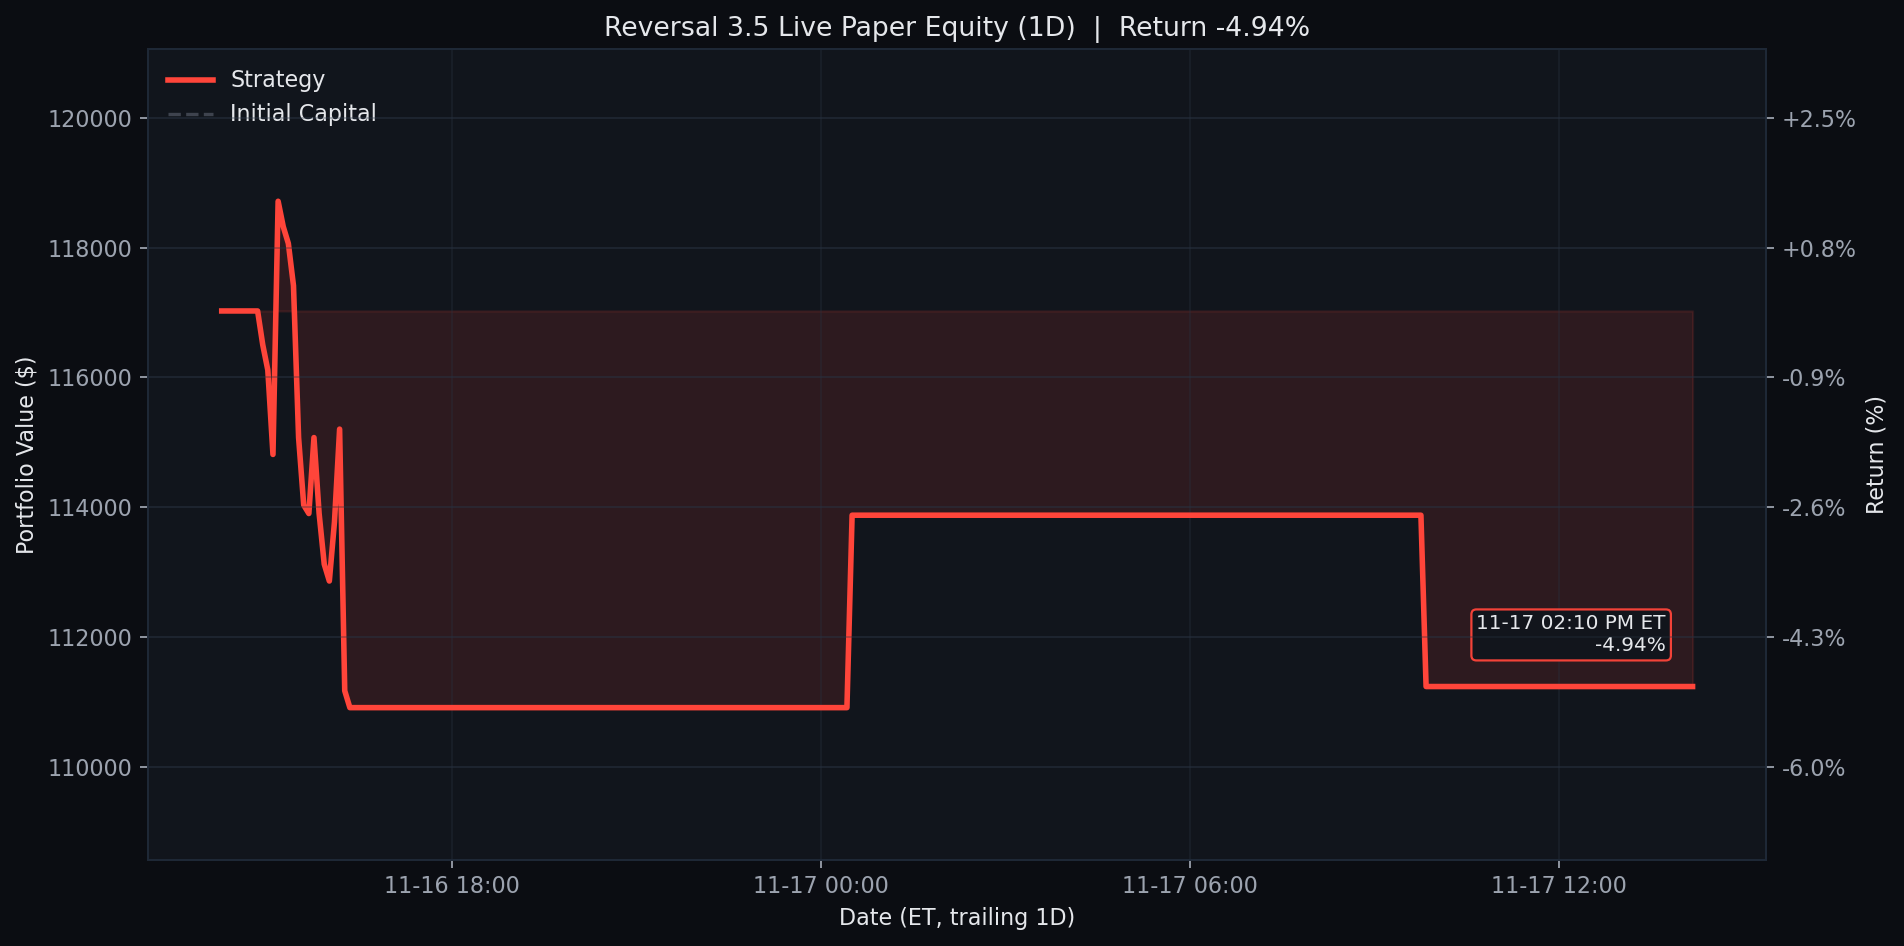 Reversal 3.5 Live Paper Equity (1D) | Return -4.94%
Strategy
Initial Capital
120000
118000
116000
114000
112000
110000
Portfolio Value ($)
+2.5%
+0.8%
-0.9%
-2.6%
-4.3%
-6.0%
Return (%)
11-17 02:10 PM ET
-4.94%
11-16 18:00
11-17 00:00
11-17 06:00
11-17 12:00
Date (ET, trailing 1D)